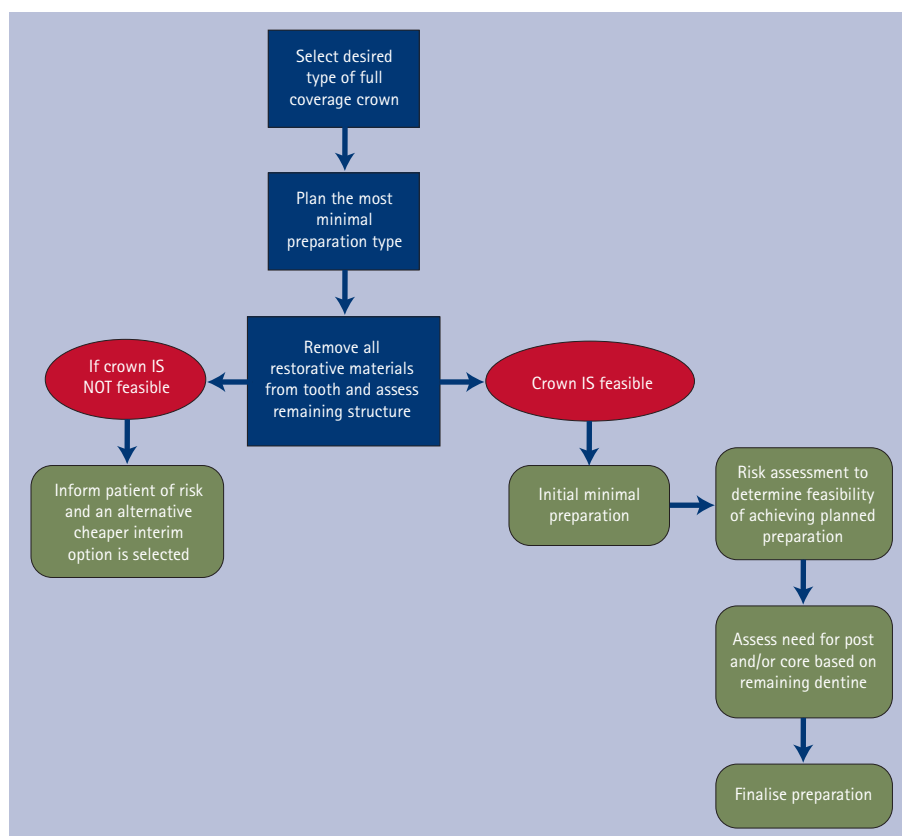 Select desired
type of full
coverage crown
Plan the most
minimal
preparation type
Remove all
restorative materials
from tooth and assess
remaining structure
If crown IS
NOT feasible
Crown IS feasible
Inform patient of risk
and an alternative
cheaper interim
option is selected
Initial minimal
preparation
Risk assessment to
determine feasibility
of achieving planned
preparation
Assess need for post
and/or core based on
remaining dentine
Finalise preparation